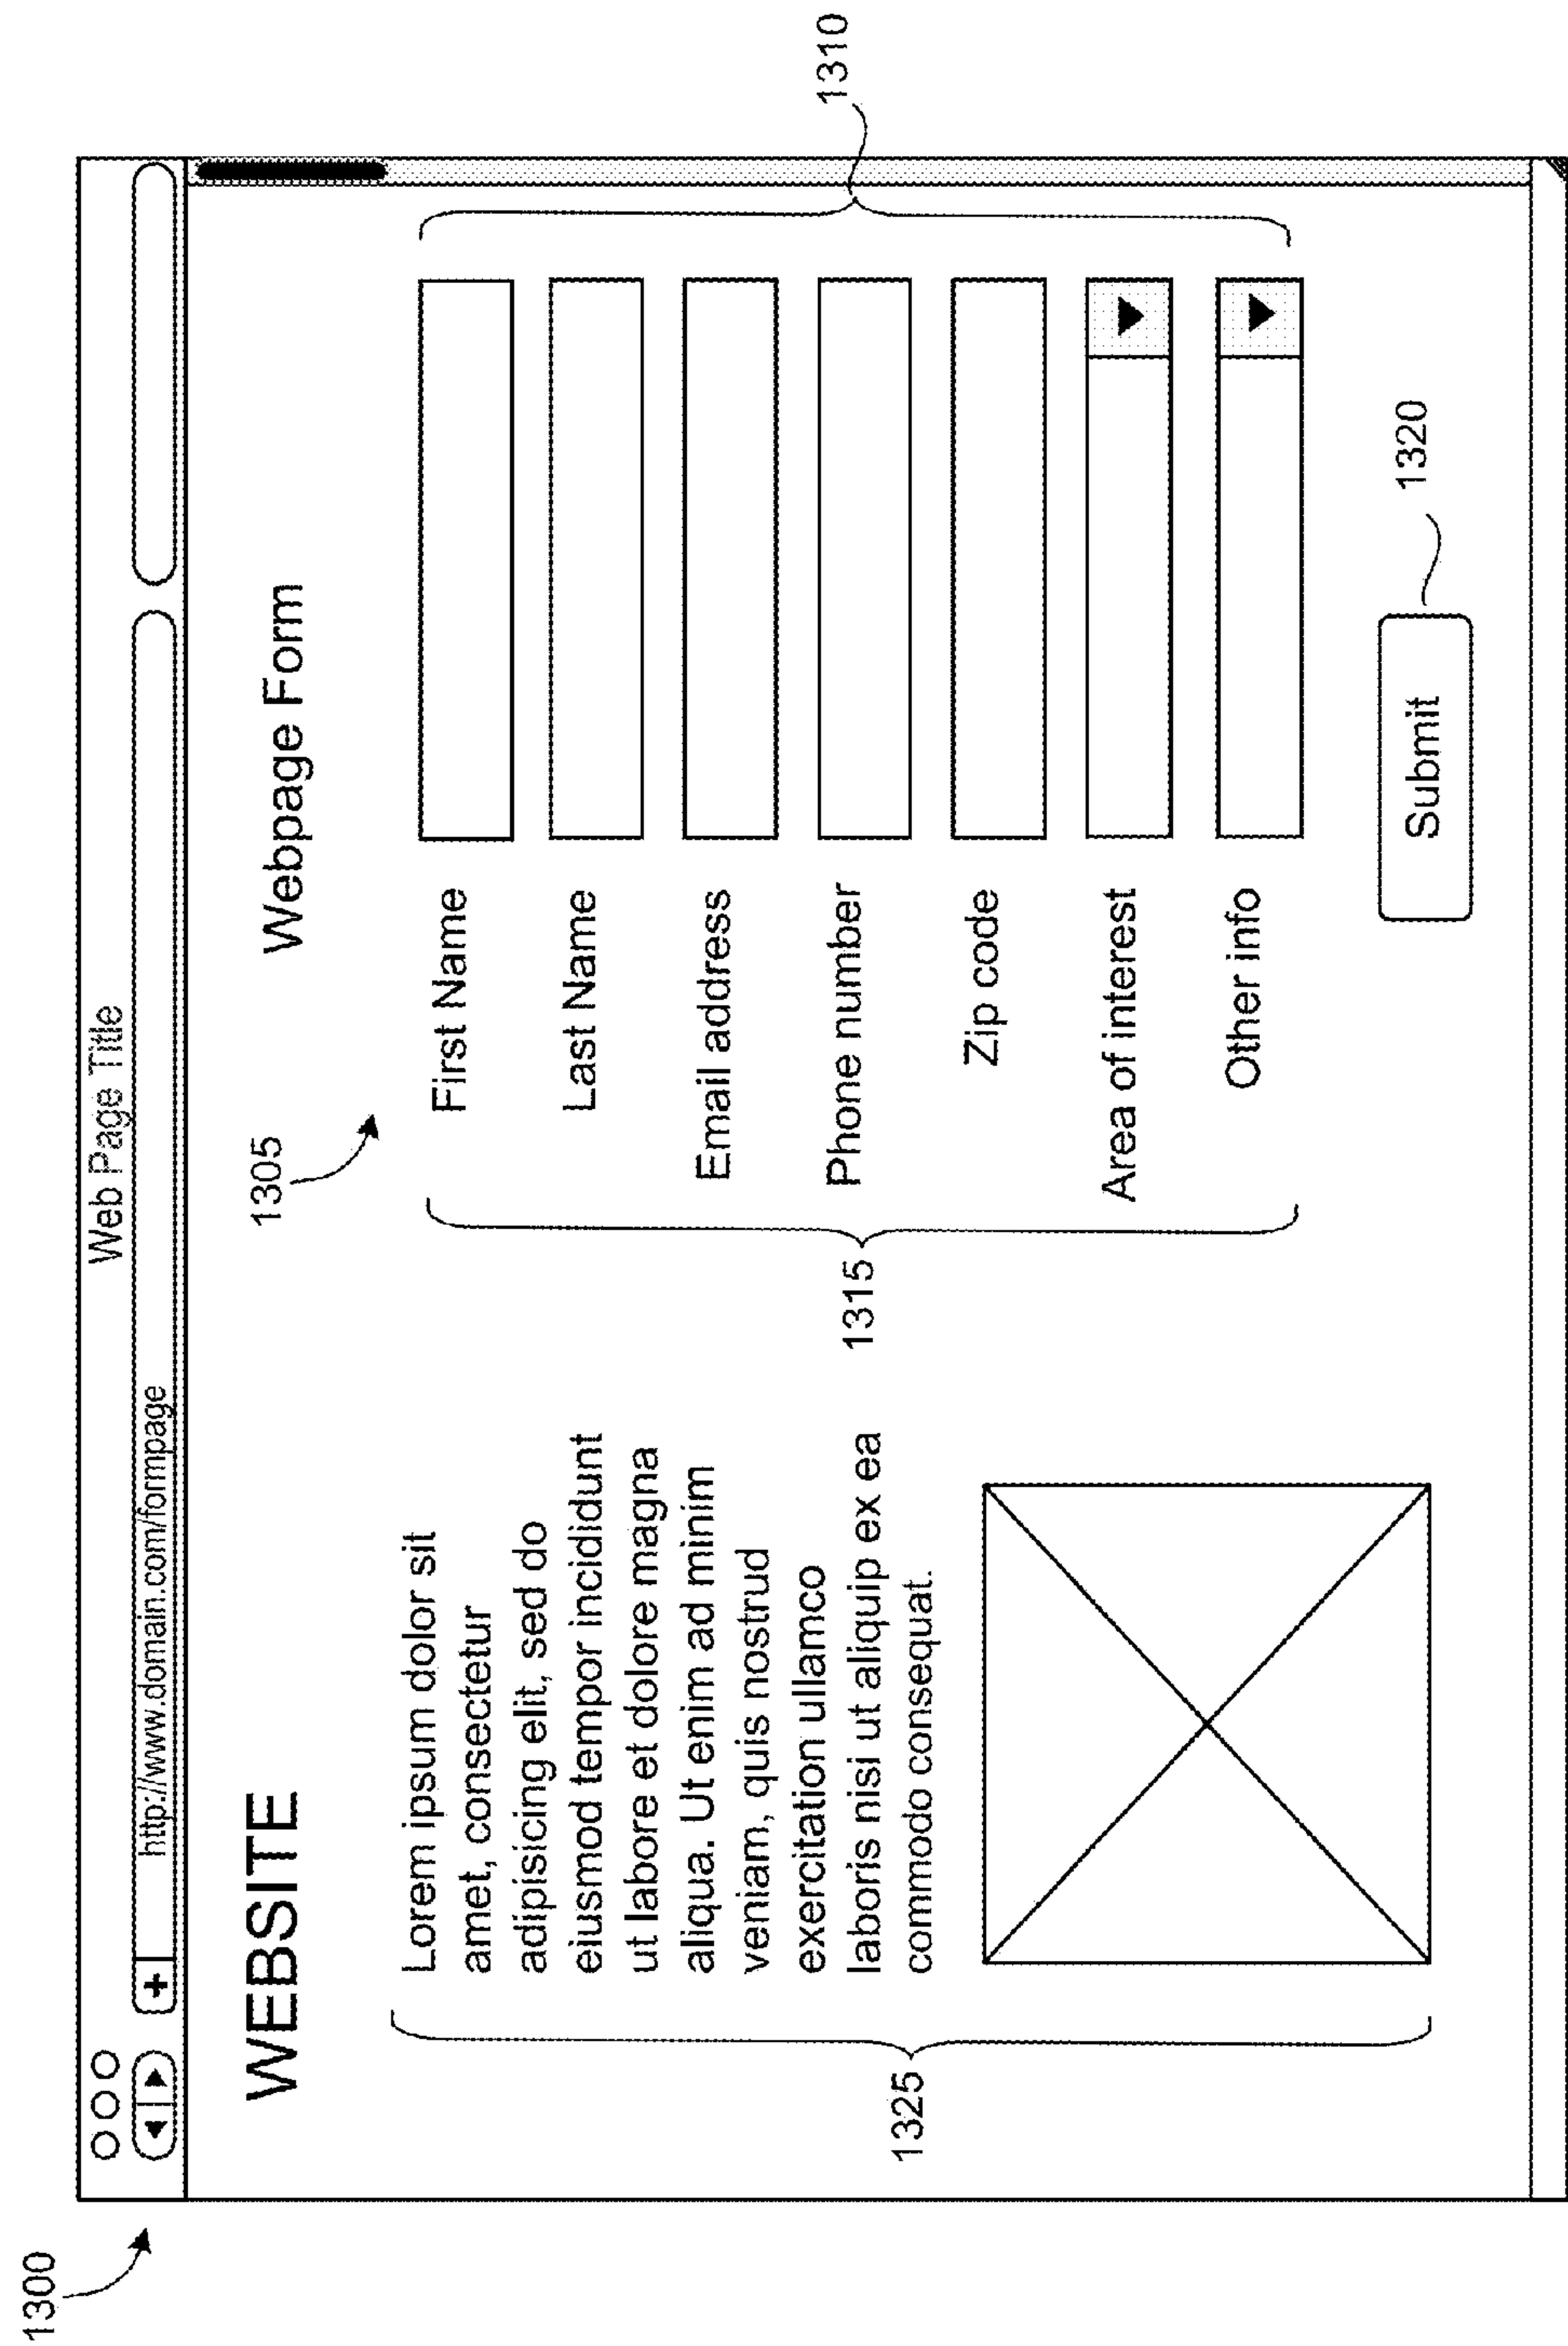 1300
Web Page Title
+
http://www.domain.com/formpage
WEBSITE
Lorem ipsum dolor sit
amet, consectetur
adipisicing elit, sed do
eiusmod tempor incididunt
ut labore et dolore magna
aliqua. Ut enim ad minim
veniam, quis nostrud
exercitation ullamco
laboris nisi ut aliquip ex ea
commodo consequat.
1325
1305
Webpage Form
First Name
Last Name
Email address
Phone number
Zip code
Area of interest
Other info
1315
1310
Submit
1320